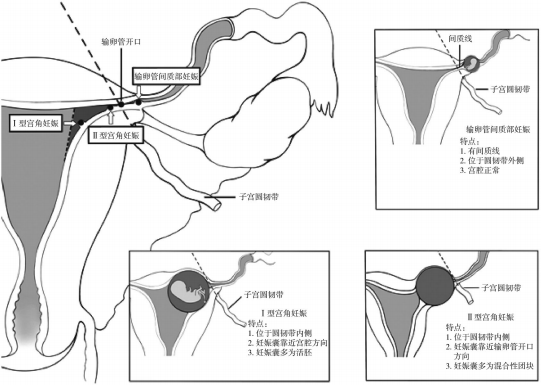 输卵管开口
输卵管间质部妊娠
Ⅰ型宫角妊娠
Ⅱ型宫角妊娠
子宫圆韧带
间质线
子宫圆韧带
输卵管间质部妊娠
特点：
1. 有间质线
2. 位于圆韧带外侧
3. 宫腔正常
子宫圆韧带
Ⅰ型宫角妊娠
特点：
1. 位于圆韧带内侧
2. 妊娠囊靠近宫腔方向
3. 妊娠囊多为活胚
子宫圆韧带
Ⅱ型宫角妊娠
特点：
1. 位于圆韧带内侧
2. 妊娠囊靠近输卵管开口
方向
3. 妊娠囊多为混合性团块